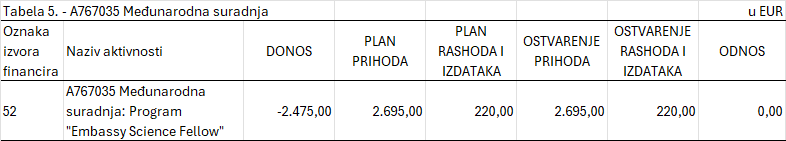 Tabela 5. - A767035 Međunarodna suradnja u EUR
Oznaka izvora financira Naziv aktivnosti DONOS PLAN PRIHODA PLAN RASHODA I IZDATAKA OSTVARENJE PRIHODA OSTVARENJE RASHODA I IZDATAKA ODNOS
52 A767035 Međunarodna suradnja: Program "Embassy Science Fellow" -2.475,00 2.695,00 220,00 2.695,00 220,00 0,00